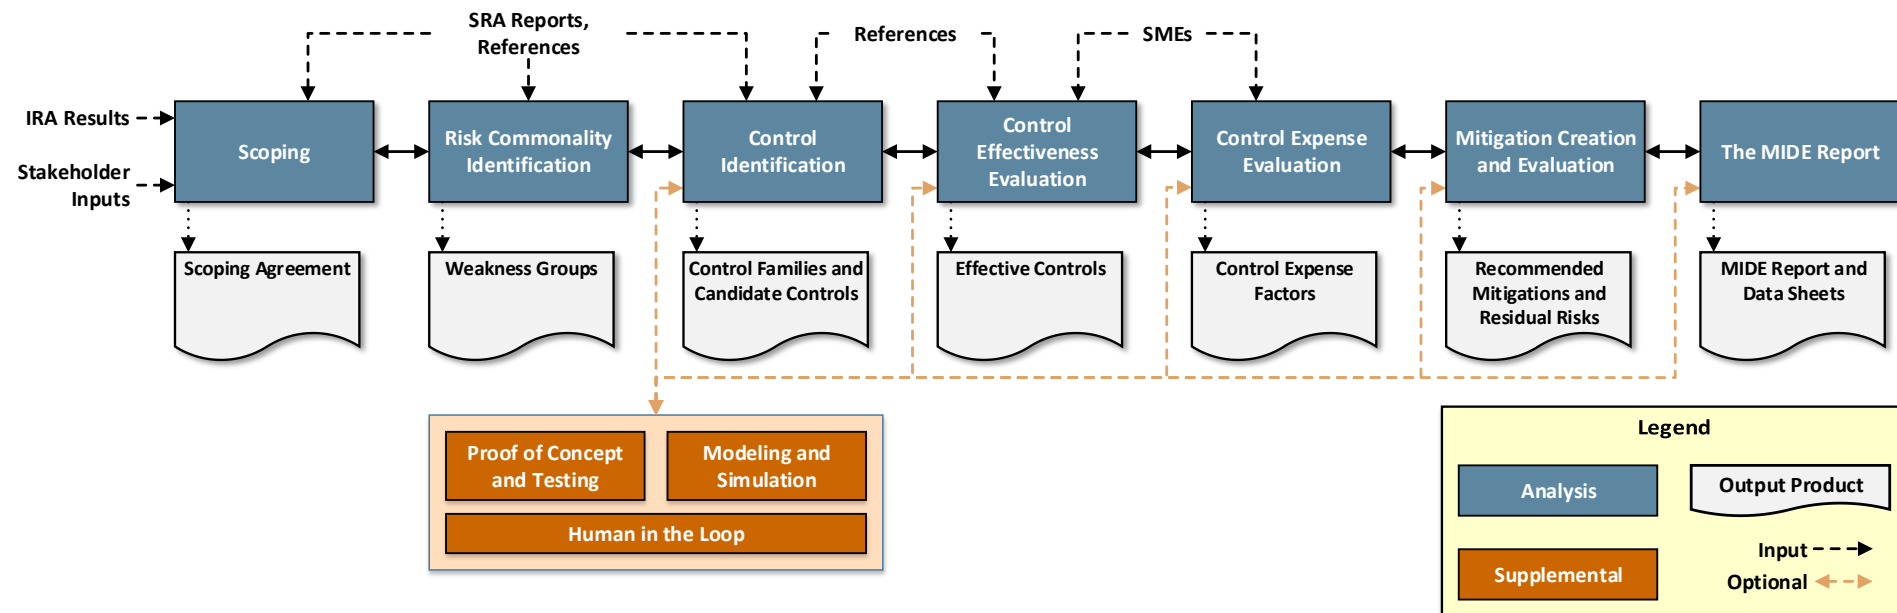 SRA Reports,
References
References
SMEs
IRA Results
Stakeholder
Inputs
Scoping
Risk Commonality
Identification
Control
Identification
Control
Effectiveness
Evaluation
Control Expense
Evaluation
Mitigation Creation
and Evaluation
The MIDE Report
Scoping Agreement
Weakness Groups
Control Families and
Candidate Controls
Effective Controls
Control Expense
Factors
Recommended
Mitigations and
Residual Risks
MIDE Report and
Data Sheets
Proof of Concept
and Testing
Modeling and
Simulation
Human in the Loop
Legend
Analysis
Output Product
Supplemental
Input
Optional